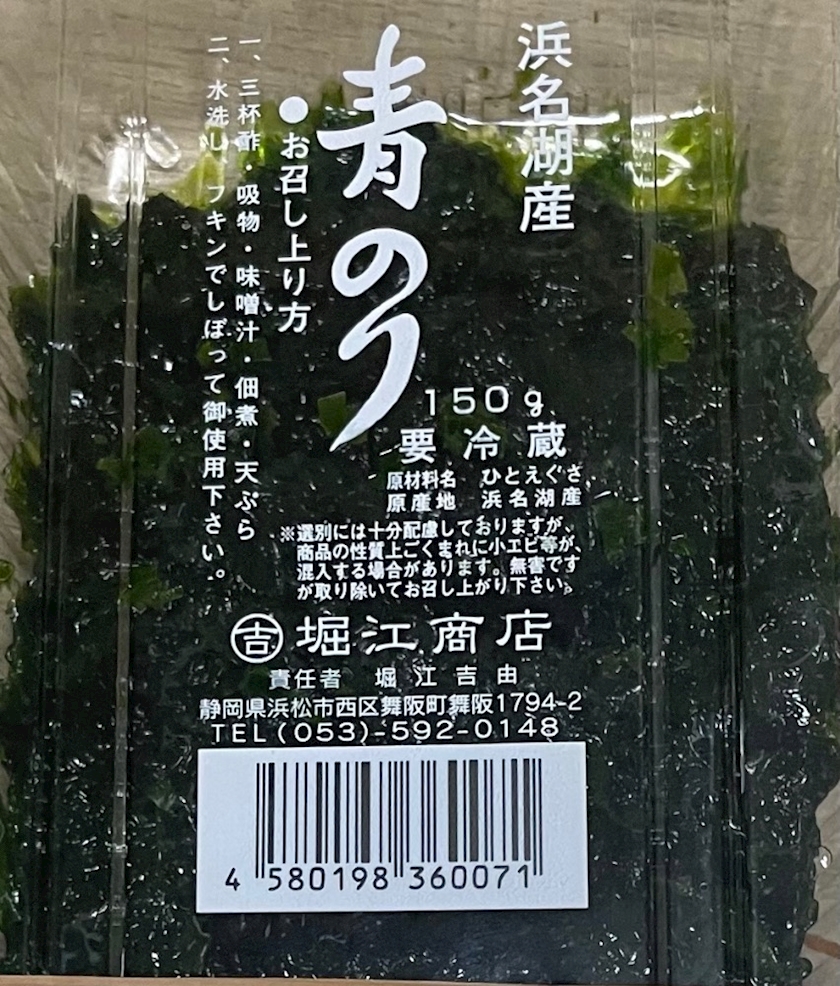 浜名湖産
青のり
●お召し上り方
一、三杯酢・吸物・味噌汁・佃煮・天ぷら
二、水洗し、フキンでしぼって御使用下さい。
150g
要冷蔵
原材料名 ひとえぐさ
原産地 浜名湖産
※選別には十分配慮しておりますが、
商品の性質上ごくまれに小エビ等が、
混入する場合があります。無害です
が取り除いてお召し上がり下さい。
吉 堀江商店
責任者 堀江吉由
静岡県浜松市西区舞阪町舞阪1794-2
TEL(053)-592-0148
4 580198 360071